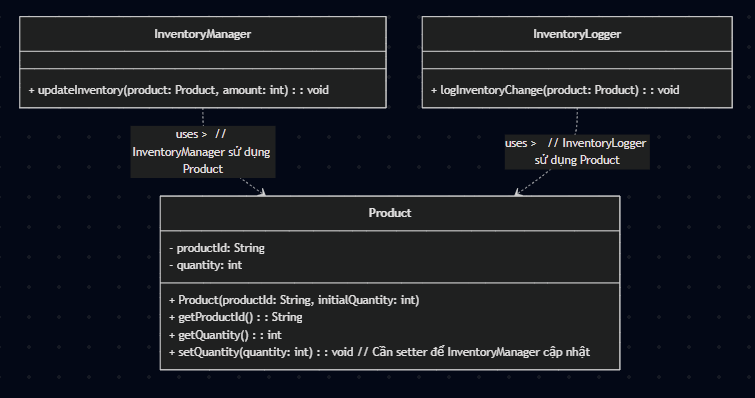 InventoryManager
+ updateInventory(product: Product, amount: int) : : void
InventoryLogger
+ logInventoryChange(product: Product) : : void
uses > //
InventoryManager sử dụng
Product
uses > // InventoryLogger
sử dụng Product
Product
- productId: String
- quantity: int
+ Product(productId: String, initialQuantity: int)
+ getProductId() : : String
+ getQuantity() : : int
+ setQuantity(quantity: int) : : void // Cần setter để InventoryManager cập nhật